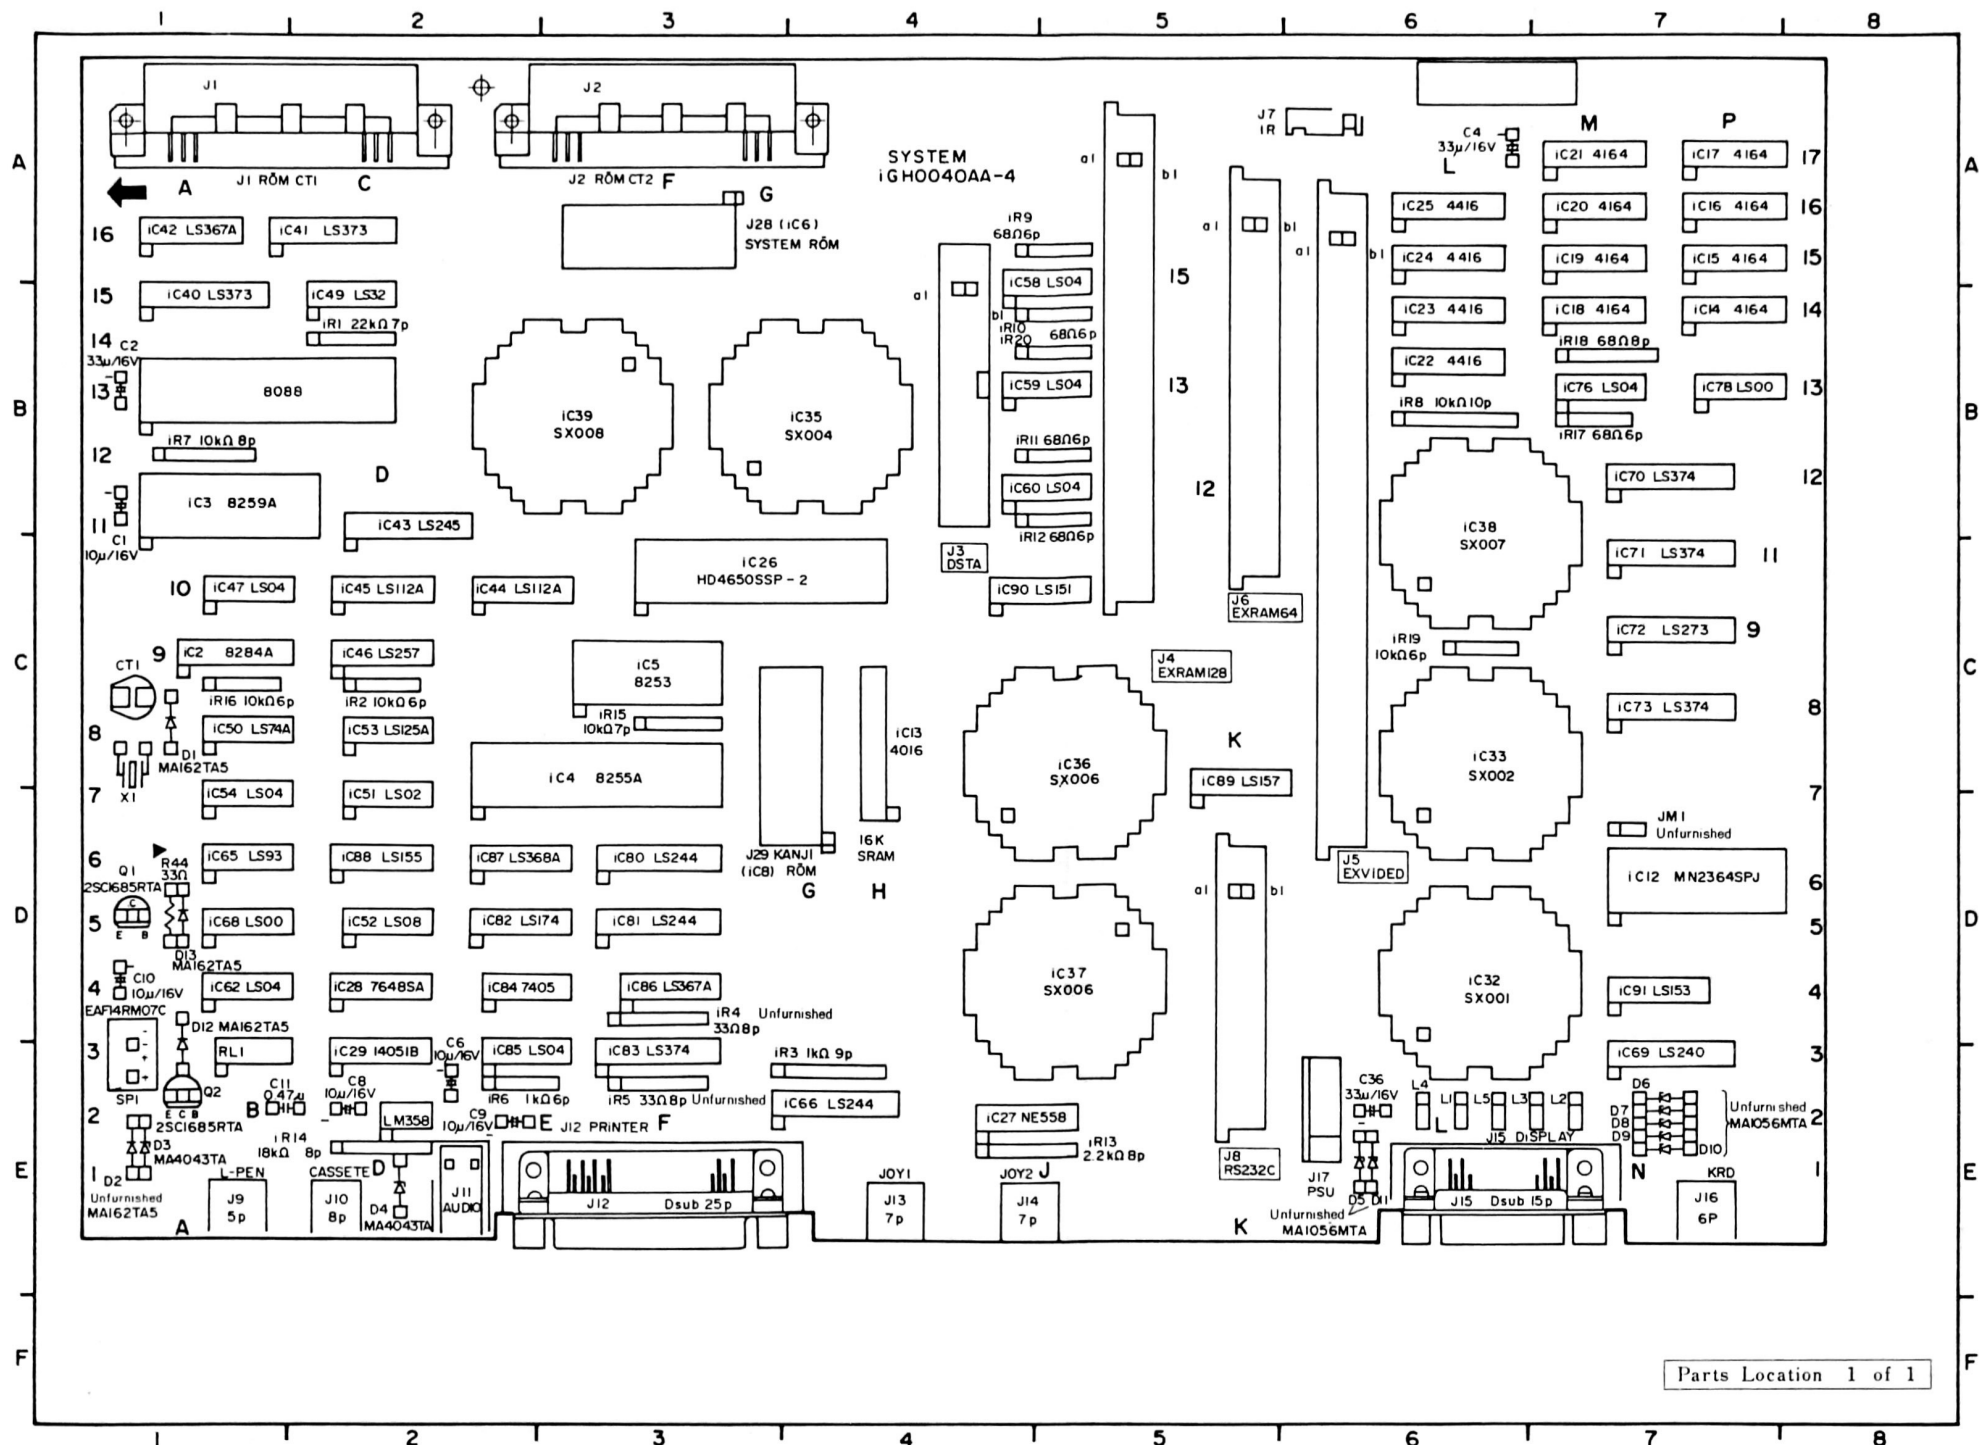 1 2 3 4 5 6 7 8
J1
J2
J7
IR
C4
33µ/16V
M
P
A
SYSTEM
iGH0040AA-4
a1
b1
L
iC21 4164
iC17 4164
17
A
J1 RŌM CT1
J2 RŌM CT2
A
C
F
G
16
iC42 LS367A
iC41 LS373
J28 (iC6)
SYSTEM RŌM
iR9
68Ω6p
a1
b1
a1
b1
iC25 4416
iC20 4164
iC16 4164
16
iC24 4416
iC19 4164
iC15 4164
15
15
iC40 LS373
iC49 LS32
a1
b1
iC58 LS04
15
iC23 4416
iC18 4164
iC14 4164
14
14
iR1 22kΩ 7p
iR10
iR20
68Ω6p
C2
33µ/16V
iR18 68Ω8p
iC22 4416
13
B
8088
iC39
SX008
iC35
SX004
iC59 LS04
13
iC76 LS04
iC78 LS00
13
B
iR8 10kΩ10p
iR17 68Ω6p
12
iR7 10kΩ 8p
iR11 68Ω6p
D
iC3 8259A
iC60 LS04
12
iC70 LS374
12
11
iC43 LS245
iC38
SX007
iR12 68Ω6p
C1
10µ/16V
J3
DSTA
iC26
HD46505SP-2
iC71 LS374
11
10
iC47 LS04
iC45 LS112A
iC44 LS112A
iC90 LS151
J6
EXRAM64
iC72 LS273
9
9
iC2 8284A
iC46 LS257
iC5
8253
iR19
10kΩ6p
C
CT1
J4
EXRAM128
C
iR16 10kΩ6p
iR2 10kΩ6p
iR15
10kΩ7p
iC73 LS374
8
8
iC50 LS74A
iC53 LS125A
iC13
4016
K
D1
MA162TA5
iC4 8255A
iC36
SX006
iC33
SX002
iC89 LS157
7
X1
iC54 LS04
iC51 LS02
7
JM1
Unfurnished
6
R44
33Ω
iC65 LS93
iC88 LS155
iC87 LS368A
iC80 LS244
J29 KANJI
(iC8) RŌM
16K
SRAM
J5
EXVIDED
iC12 MN2364SPJ
6
Q1
2SC1685RTA
G
H
a1
b1
D
5
C
E B
iC68 LS00
iC52 LS08
iC82 LS174
iC81 LS244
5
D
D13
MA162TA5
4
C10
10µ/16V
iC62 LS04
iC28 7648SA
iC84 7405
iC86 LS367A
iC37
SX006
iC32
SX001
iC91 LS153
4
EAF14RM07C
D12 MA162TA5
iR4
33Ω8p
Unfurnished
3
RL1
iC29 14051B
C6
10µ/16V
iC85 LS04
iC83 LS374
iR3 1kΩ 9p
iC69 LS240
3
SP1
Q2
E C B
C11
0.47µ
B
C8
10µ/16V
iR6 1kΩ6p
iR5 33Ω8p Unfurnished
C36
33µ/16V
L4 L1 L5 L3 L2
D6
D7
D8
D9
D10
Unfurnished
MA1056MTA
2
2SC1685RTA
LM358
C9
10µ/16V
E
J12 PRiNTER
F
iC66 LS244
iC27 NE558
L
J15 DiSPLAY
2
D3
MA4043TA
iR14
18kΩ 8p
iR13
2.2kΩ8p
E
1
D2
L-PEN
CASSETE
D
JOY1
JOY2
J
J8
RS232C
J17
PSU
N
KRD
1
E
Unfurnished
MA162TA5
J9
5p
J10
8p
D4
MA4043TA
J11
AUDIO
J12 Dsub 25p
J13
7p
J14
7p
D5 D11
Unfurnished
MA1056MTA
J15 Dsub 15p
J16
6P
A
K
F
F
Parts Location 1 of 1
1 2 3 4 5 6 7 8